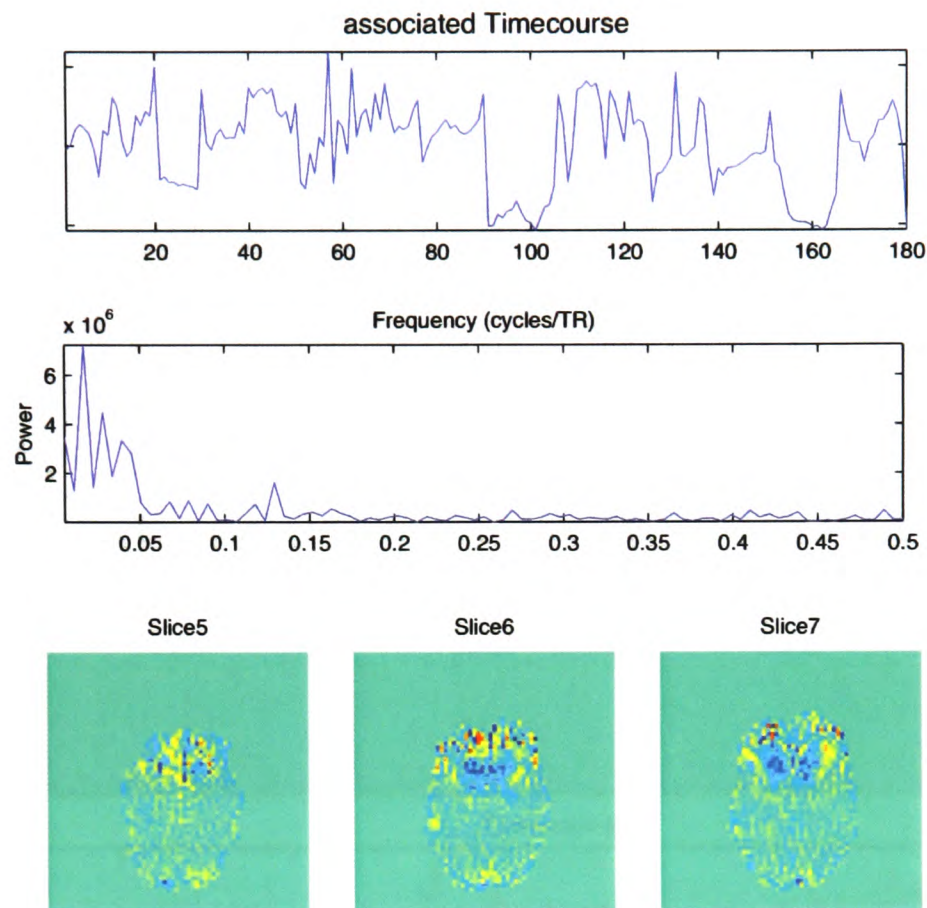 associated Timecourse
20 40 60 80 100 120 140 160 180
x 10^6
Frequency (cycles/TR)
6
4
2
Power
0.05 0.1 0.15 0.2 0.25 0.3 0.35 0.4 0.45 0.5
Slice5 Slice6 Slice7